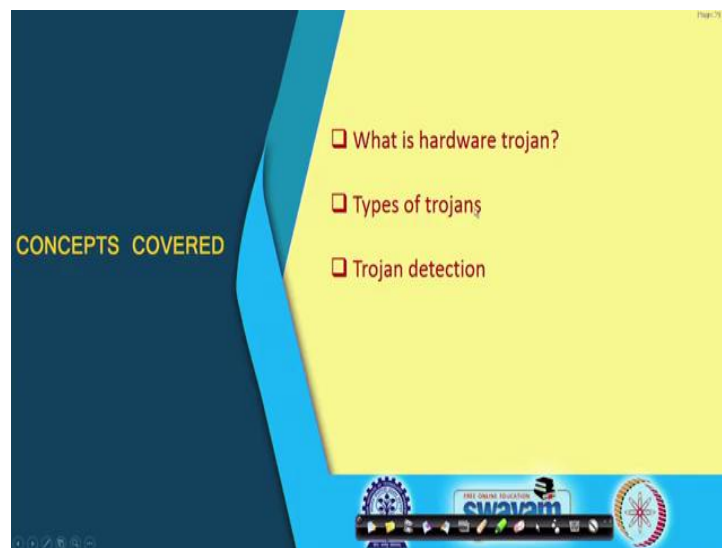 What is hardware trojan?
Types of trojans
CONCEPTS COVERED
Trojan detection
FREE ONLINE EDUCATION
swayam